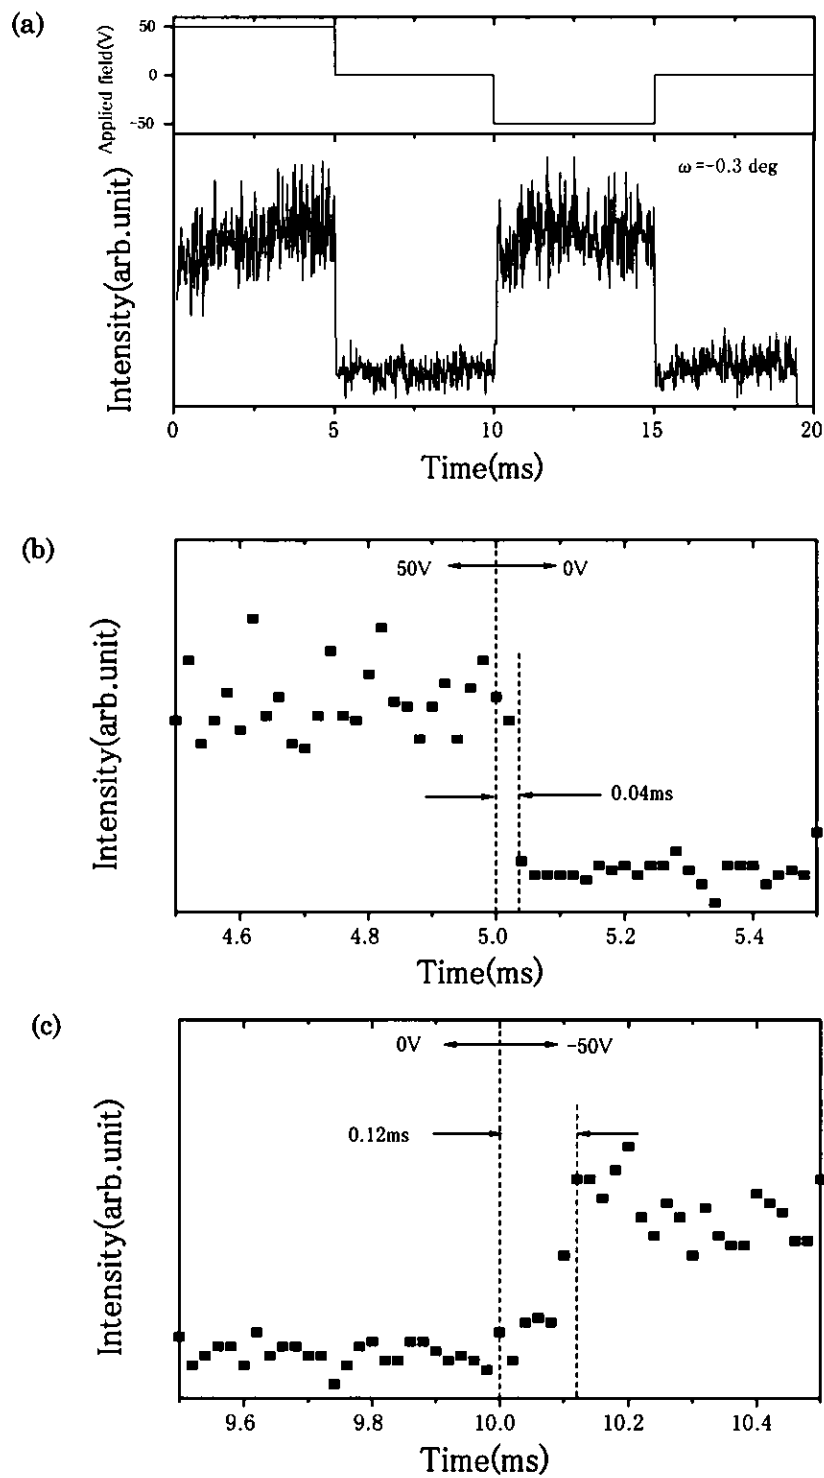 (a)
Applied field(V)
50
0
-50
Intensity(arb.unit)
ω=-0.3 deg
0 5 10 15 20
Time(ms)
(b)
Intensity(arb.unit)
50V 0V
0.04ms
4.6 4.8 5.0 5.2 5.4
Time(ms)
(c)
Intensity(arb.unit)
0V -50V
0.12ms
9.6 9.8 10.0 10.2 10.4
Time(ms)